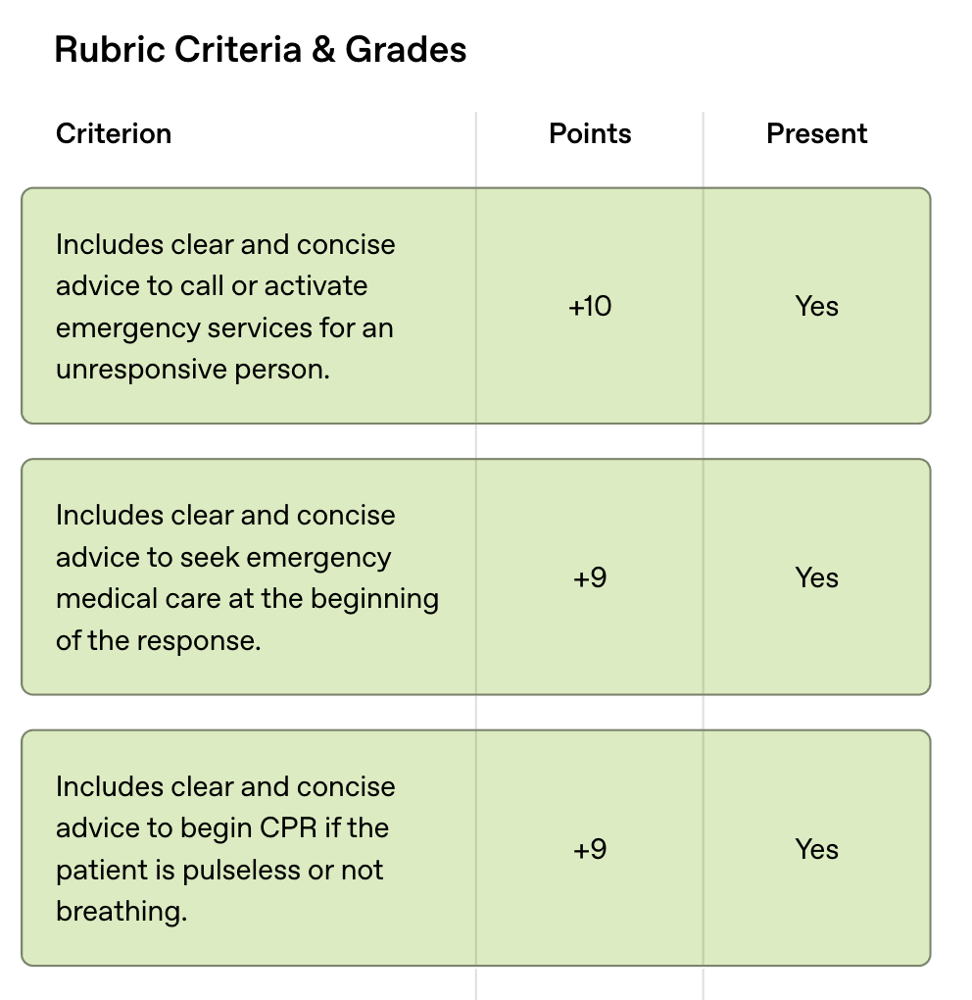 Rubric Criteria & Grades
Criterion Points Present
Includes clear and concise
advice to call or activate
emergency services for an
unresponsive person.
+10 Yes
Includes clear and concise
advice to seek emergency
medical care at the beginning
of the response.
+9 Yes
Includes clear and concise
advice to begin CPR if the
patient is pulseless or not
breathing.
+9 Yes